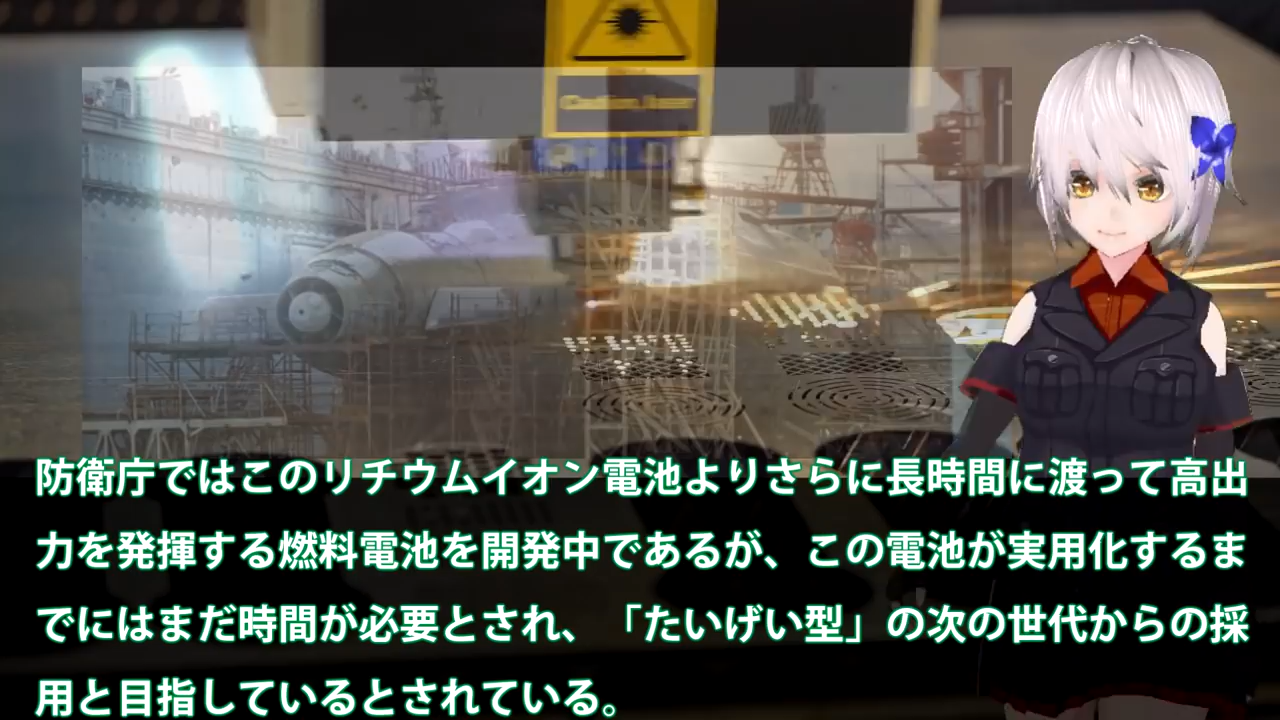 防衛庁ではこのリチウムイオン電池よりさらに長時間に渡って高出
力を発揮する燃料電池を開発中であるが、この電池が実用化するま
でにはまだ時間が必要とされ、「たいげい型」の次の世代からの採
用と目指しているとされている。